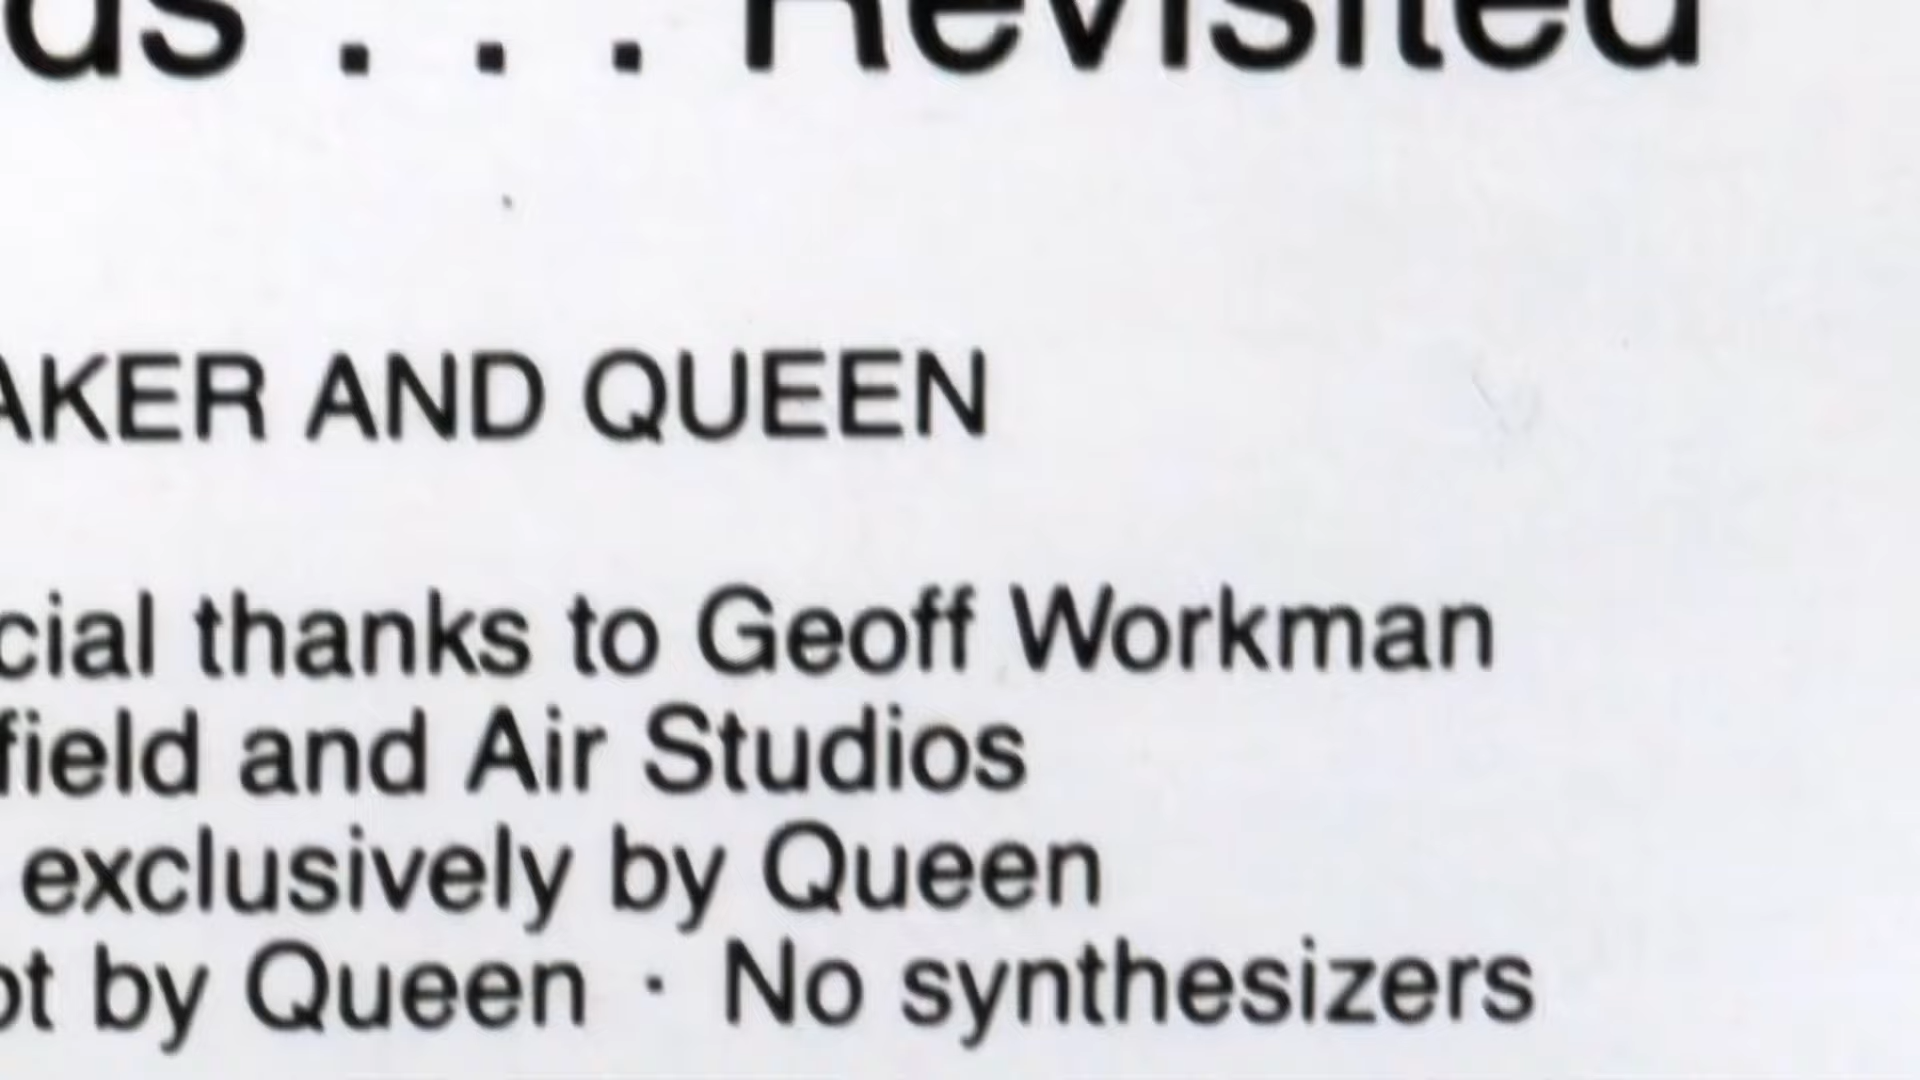 ds . . . Revisited
AKER AND QUEEN
cial thanks to Geoff Workman
field and Air Studios
exclusively by Queen
ot by Queen · No synthesizers